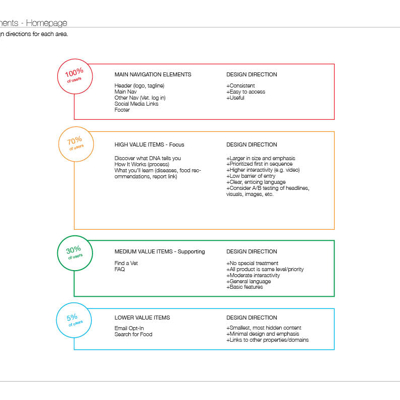 ments - Homepage
gn directions for each area.
100%
of users
MAIN NAVIGATION ELEMENTS
Header (logo, tagline)
Main Nav
Other Nav (vet. log in)
Social Media Links
Footer
DESIGN DIRECTION
+Consistent
+Easy to access
+Useful
70%
of users
HIGH VALUE ITEMS - Focus
Discover what DNA tells you
How It Works (process)
What you'll learn (diseases, food rec-
ommendations, report link)
DESIGN DIRECTION
+Larger in size and emphasis
+Prioritized first in sequence
+Higher interactivity (e.g. video)
+Low barrier of entry
+Clear, enticing language
+Consider A/B testing of headlines,
visuals, images, etc.
30%
of users
MEDIUM VALUE ITEMS - Supporting
Find a Vet
FAQ
DESIGN DIRECTION
+No special treatment
+All product is same level/priority
+Moderate interactivity
+General language
+Basic features
5%
of users
LOWER VALUE ITEMS
Email Opt-in
Search for Food
DESIGN DIRECTION
+Smallest, most hidden content
+Minimal design and emphasis
+Links to other properties/domains